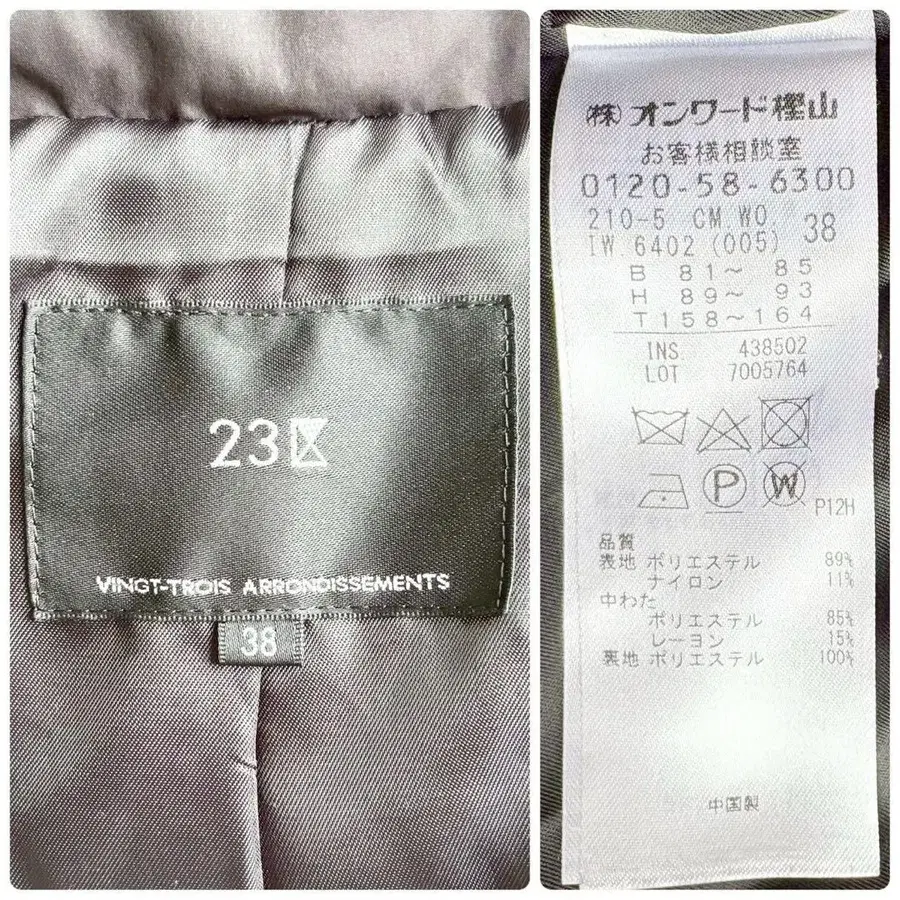 23区
VINGT-TROIS ARRONDISSEMENTS
38
(株)オンワード樫山
お客様相談室
0120-58-6300
210-5 CM WO.
IW.6402 (005) 38
B 81~ 85
H 89~ 93
T 158~164
INS. 438502
LOT 7005764
P W
P12H
品質
表地 ポリエステル 89%
ナイロン 11%
中わた
ポリエステル 85%
レーヨン 15%
裏地 ポリエステル 100%
中国製